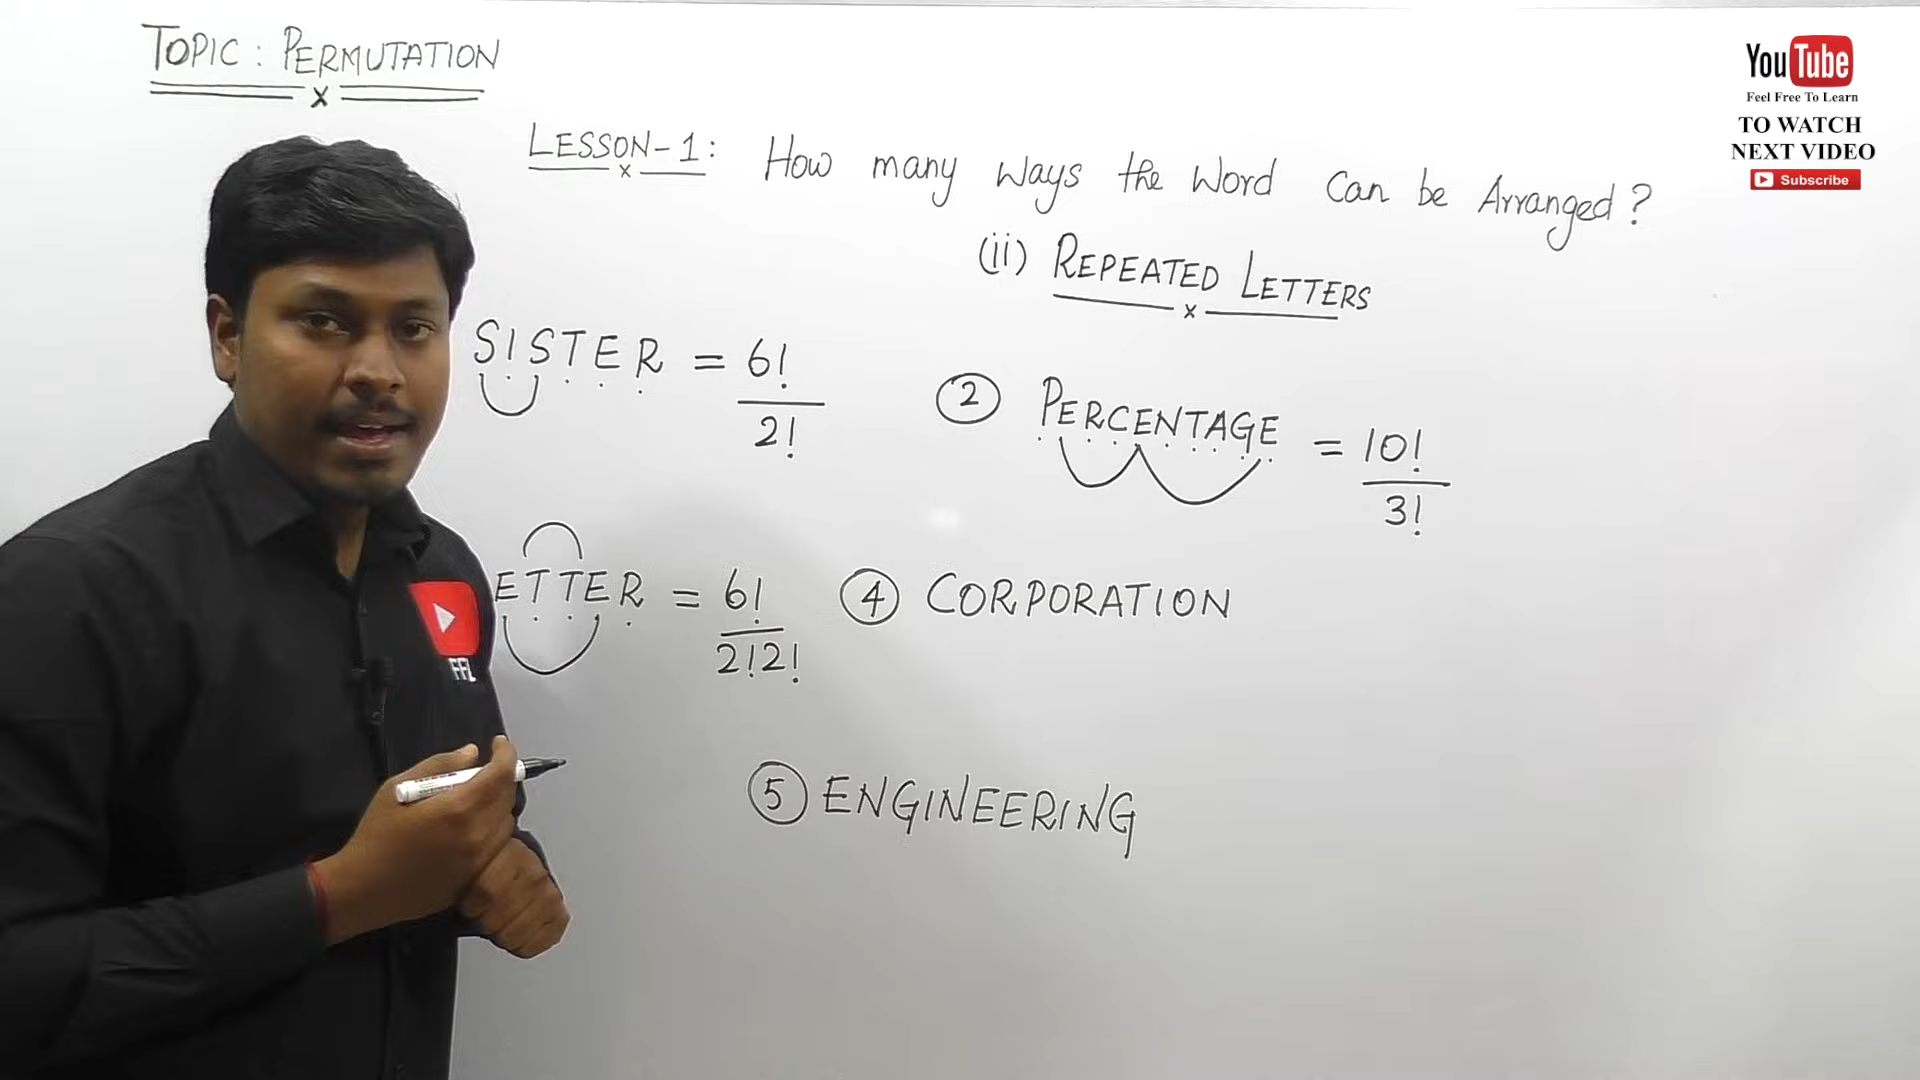 TOPIC : PERMUTATION
x
YouTube
Feel Free To Learn
TO WATCH
NEXT VIDEO
Subscribe
LESSON-1: How many ways the Word Can be Arranged?
x
(ii) REPEATED LETTERS
x
SISTER = 6!
2!
② PERCENTAGE = 10!
3!
ETTER = 6!
2!2!
④ CORPORATION
FFL
⑤ ENGINEERING